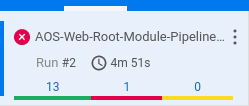 AOS-Web-Root-Module-Pipeline...
Run #2 4m 51s
13 1 0